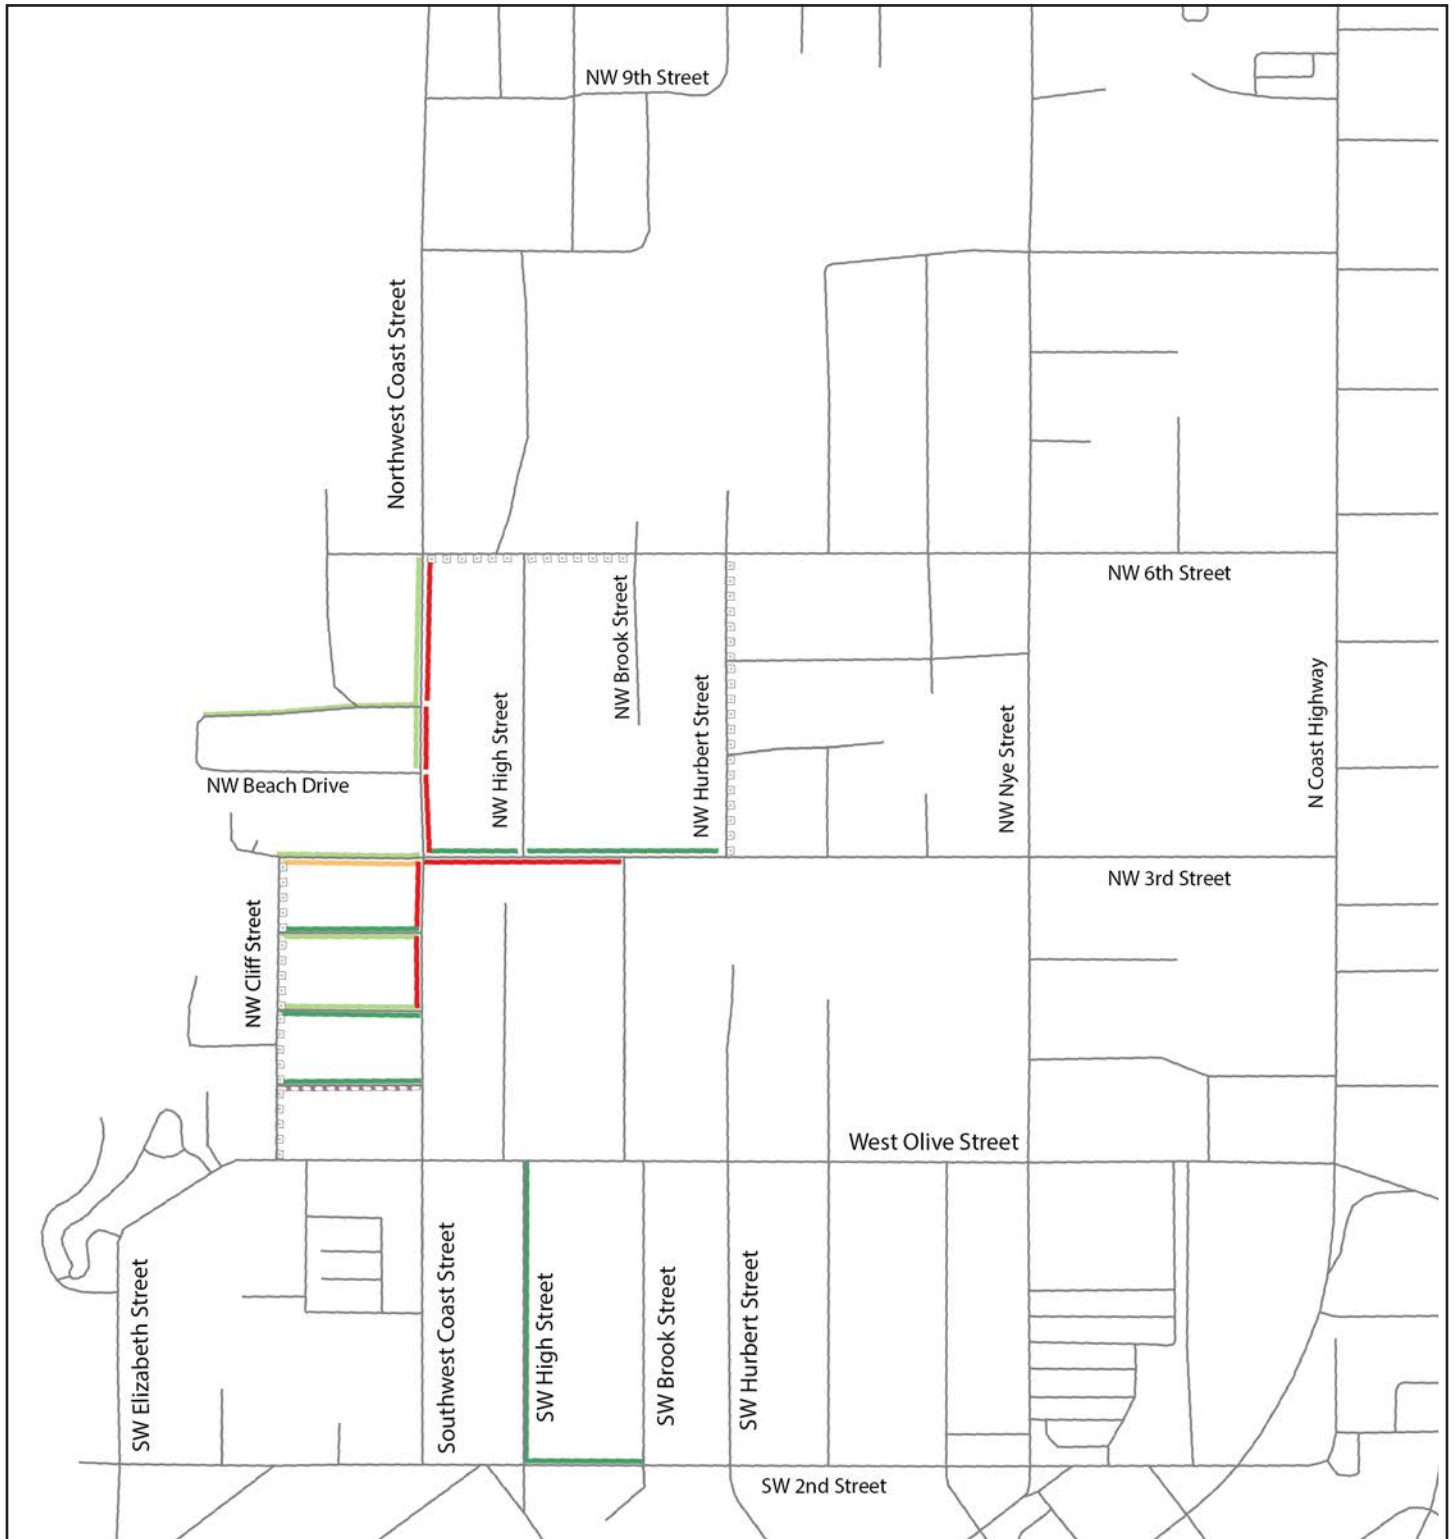 NW 9th Street
Northwest Coast Street
NW 6th Street
NW Brook Street
NW High Street
NW Hurbert Street
NW Nye Street
N Coast Highway
NW Beach Drive
NW 3rd Street
NW Cliff Street
West Olive Street
SW Elizabeth Street
Southwest Coast Street
SW High Street
SW Brook Street
SW Hurbert Street
SW 2nd Street